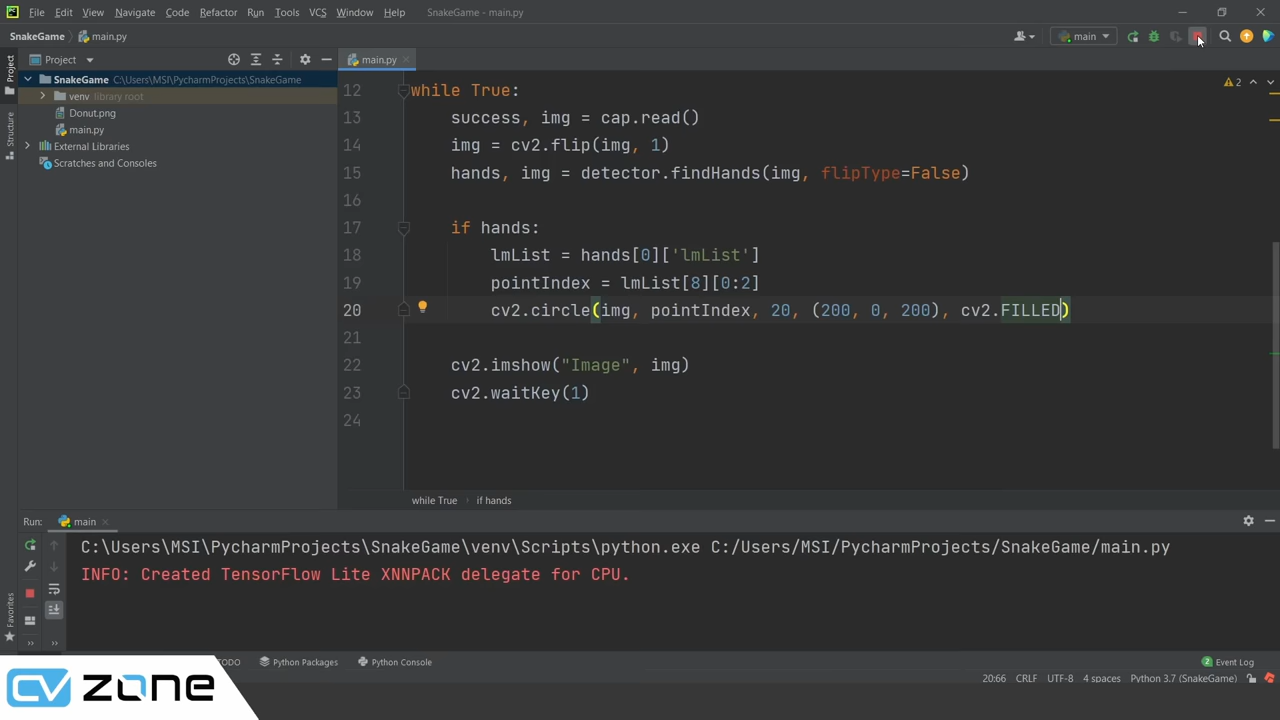 File Edit View Navigate Code Refactor Run Tools VCS Window Help SnakeGame - main.py
SnakeGame main.py main
Project main.py
SnakeGame C:\Users\MSI\PycharmProjects\SnakeGame
venv library root
Donut.png
main.py
External Libraries
Scratches and Consoles
Project
Structure
Favorites
2
12 while True:
13 success, img = cap.read()
14 img = cv2.flip(img, 1)
15 hands, img = detector.findHands(img, flipType=False)
16
17 if hands:
18 lmList = hands[0]['lmList']
19 pointIndex = lmList[8][0:2]
20 cv2.circle(img, pointIndex, 20, (200, 0, 200), cv2.FILLED)
21
22 cv2.imshow("Image", img)
23 cv2.waitKey(1)
24
while True › if hands
Run: main
C:\Users\MSI\PycharmProjects\SnakeGame\venv\Scripts\python.exe C:/Users/MSI/PycharmProjects/SnakeGame/main.py
INFO: Created TensorFlow Lite XNNPACK delegate for CPU.
TODO Python Packages Python Console 2 Event Log
20:66 CRLF UTF-8 4 spaces Python 3.7 (SnakeGame)
CV zone